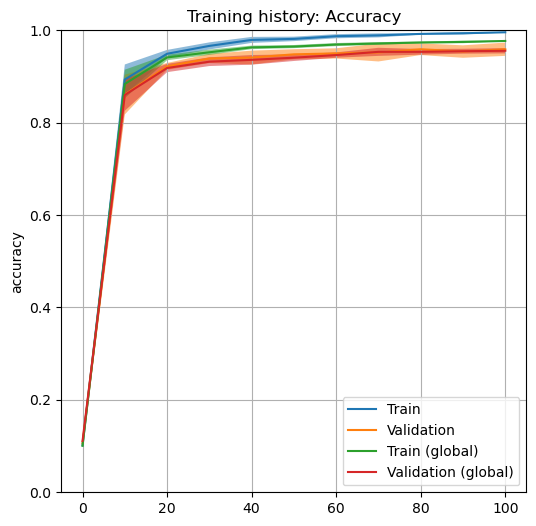 Training history: Accuracy
accuracy
1.0
0.8
0.6
0.4
0.2
0.0
0 20 40 60 80 100
Train
Validation
Train (global)
Validation (global)